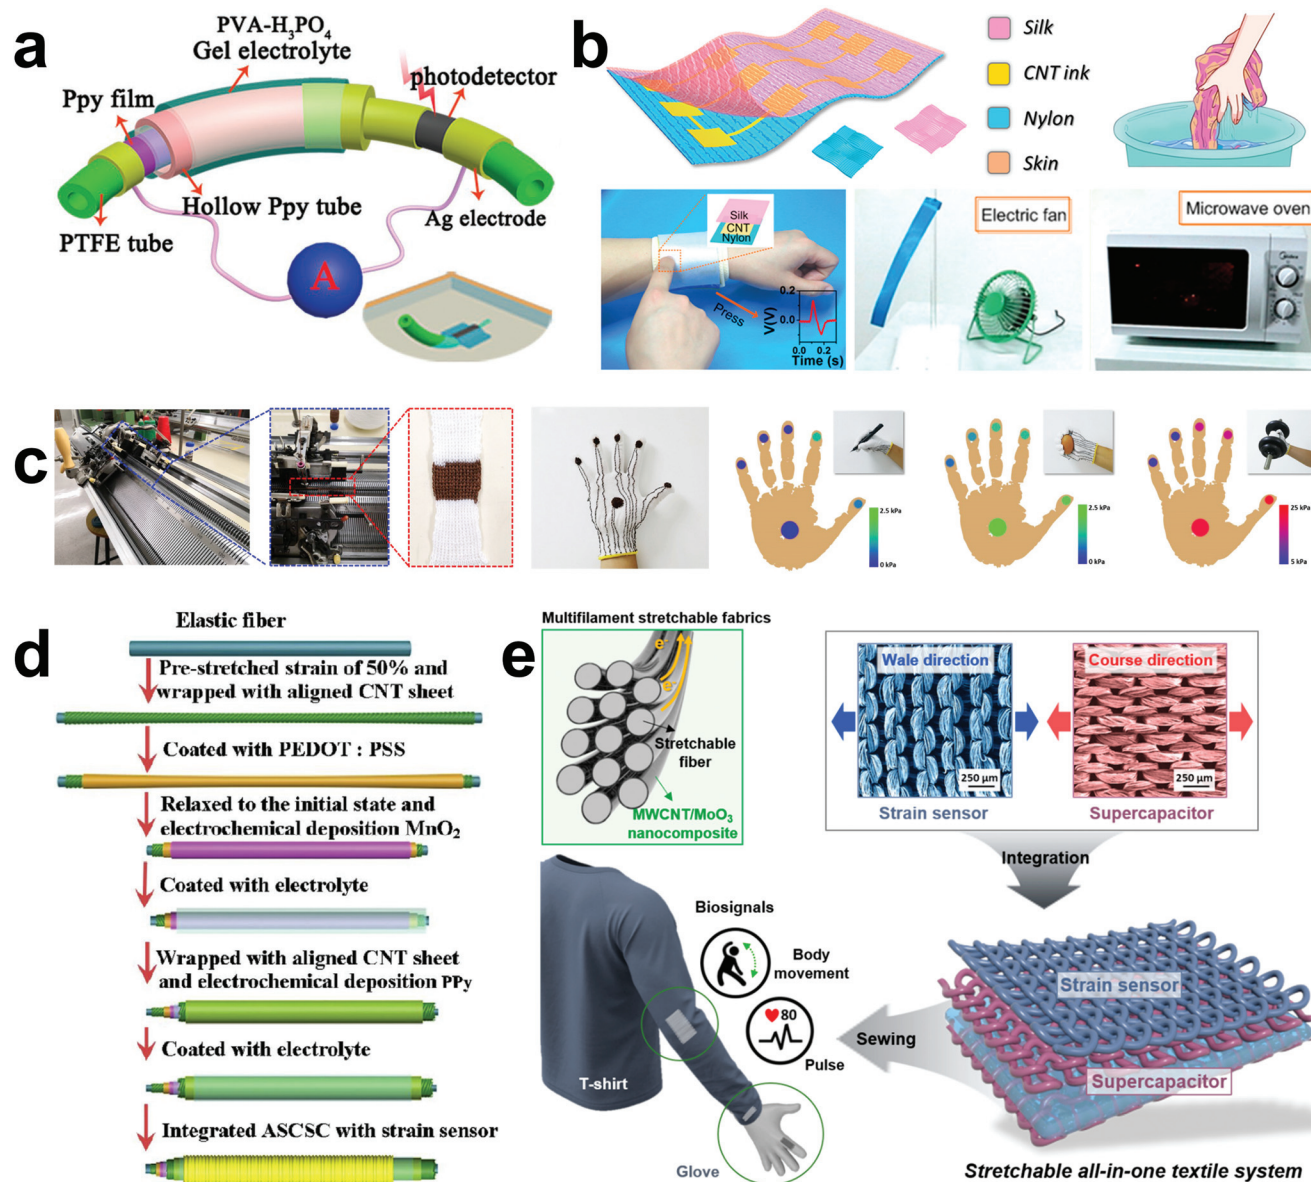 a
PVA-H₃PO₄
Gel electrolyte
photodetector
Ppy film
Hollow Ppy tube
Ag electrode
PTFE tube
A
b
Silk
CNT ink
Nylon
Skin
Silk
CNT
Nylon
Press
V(V)
0.2
0.0
0.0 0.2
Time (s)
Electric fan
Microwave oven
Midea
c
2.5 kPa
0 kPa
2.5 kPa
0 kPa
25 kPa
5 kPa
d
Elastic fiber
Pre-stretched strain of 50% and
wrapped with aligned CNT sheet
Coated with PEDOT : PSS
Relaxed to the initial state and
electrochemical deposition MnO₂
Coated with electrolyte
Wrapped with aligned CNT sheet
and electrochemical deposition PPy
Coated with electrolyte
Integrated ASCSC with strain sensor
e
Multifilament stretchable fabrics
e⁻
e⁻
Stretchable
fiber
MWCNT/MoO₃
nanocomposite
Wale direction
Course direction
250 μm
250 μm
Strain sensor
Supercapacitor
Integration
Biosignals
Body
movement
80
Pulse
T-shirt
Glove
Sewing
Strain sensor
Supercapacitor
Stretchable all-in-one textile system